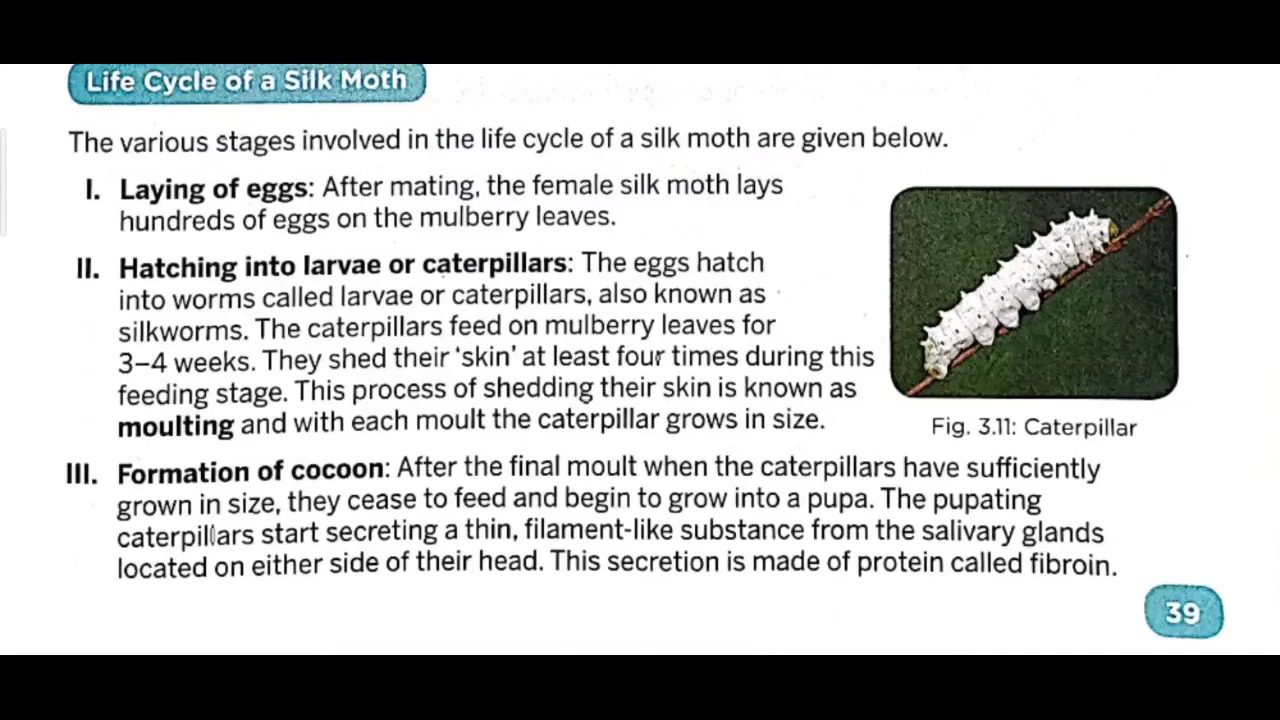 Life Cycle of a Silk Moth
The various stages involved in the life cycle of a silk moth are given below.
I. Laying of eggs: After mating, the female silk moth lays
hundreds of eggs on the mulberry leaves.
II. Hatching into larvae or caterpillars: The eggs hatch
into worms called larvae or caterpillars, also known as
silkworms. The caterpillars feed on mulberry leaves for
3–4 weeks. They shed their ‘skin’ at least four times during this
feeding stage. This process of shedding their skin is known as
moulting and with each moult the caterpillar grows in size.
Fig. 3.11: Caterpillar
III. Formation of cocoon: After the final moult when the caterpillars have sufficiently
grown in size, they cease to feed and begin to grow into a pupa. The pupating
caterpillars start secreting a thin, filament-like substance from the salivary glands
located on either side of their head. This secretion is made of protein called fibroin.
39